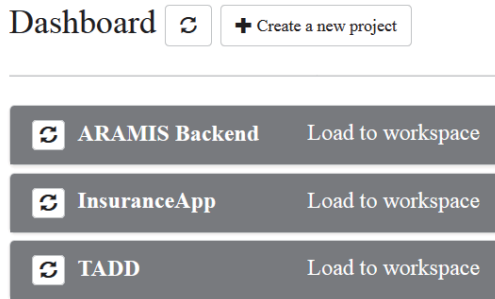 Dashboard Create a new project
ARAMIS Backend Load to workspace
InsuranceApp Load to workspace
TADD Load to workspace